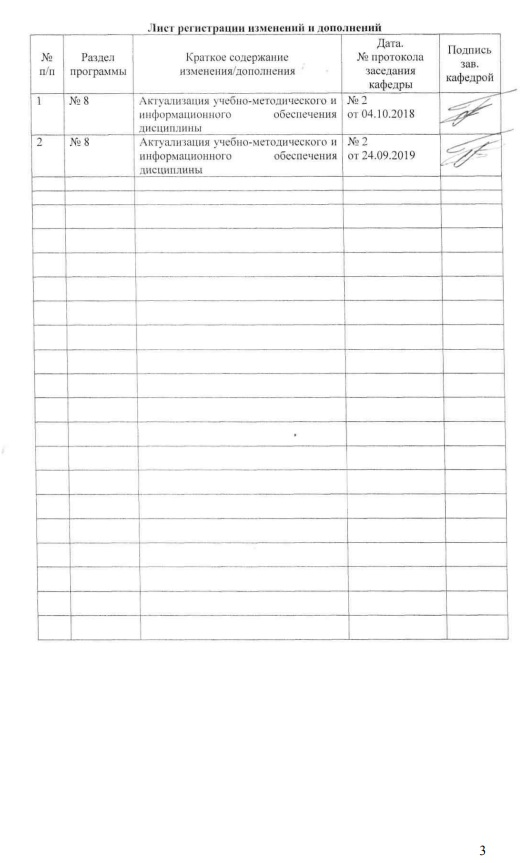 Лист регистрации изменений и дополнений
№
п/п
Раздел
программы
Краткое содержание
изменения/дополнения
Дата.
№ протокола
заседания
кафедры
Подпись
зав.
кафедрой
1
№ 8
Актуализация учебно-методического и
информационного обеспечения
дисциплины
№ 2
от 04.10.2018
2
№ 8
Актуализация учебно-методического и
информационного обеспечения
дисциплины
№ 2
от 24.09.2019
3